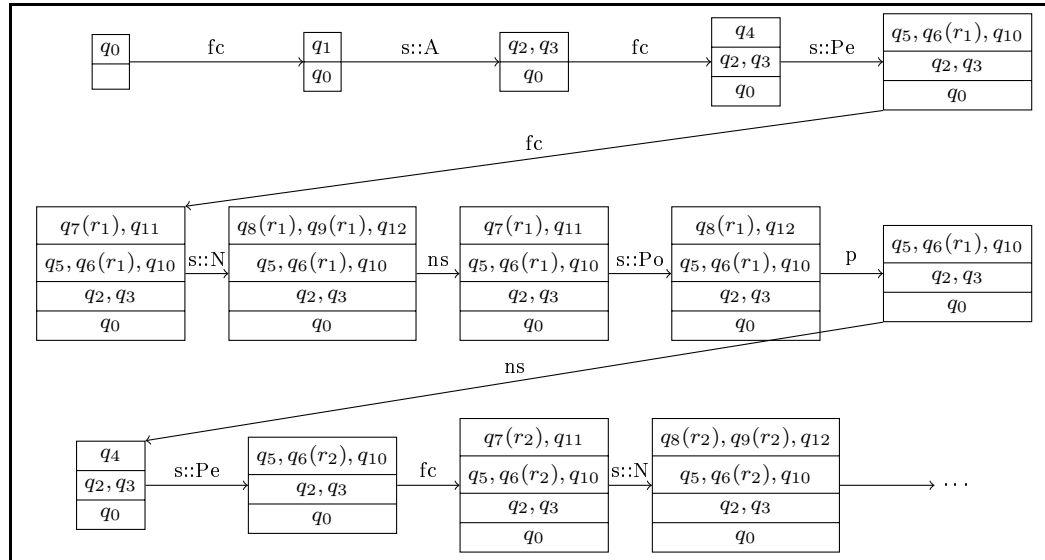 q₀ fc q₁ s::A q₂, q₃ fc q₄ s::Pe q₅, q₆(r₁), q₁₀
q₀ q₀ q₂, q₃ q₂, q₃
q₀ q₀
fc
q₇(r₁), q₁₁ q₈(r₁), q₉(r₁), q₁₂ q₇(r₁), q₁₁ q₈(r₁), q₁₂ q₅, q₆(r₁), q₁₀
q₅, q₆(r₁), q₁₀ s::N q₅, q₆(r₁), q₁₀ ns q₅, q₆(r₁), q₁₀ s::Po q₅, q₆(r₁), q₁₀ p q₂, q₃
q₂, q₃ q₂, q₃ q₂, q₃ q₂, q₃ q₀
q₀ q₀ q₀ q₀
ns
q₄ s::Pe q₅, q₆(r₂), q₁₀ fc q₇(r₂), q₁₁ s::N q₈(r₂), q₉(r₂), q₁₂
q₂, q₃ q₂, q₃ q₅, q₆(r₂), q₁₀ q₅, q₆(r₂), q₁₀ ⋯
q₀ q₀ q₂, q₃ q₂, q₃
q₀ q₀